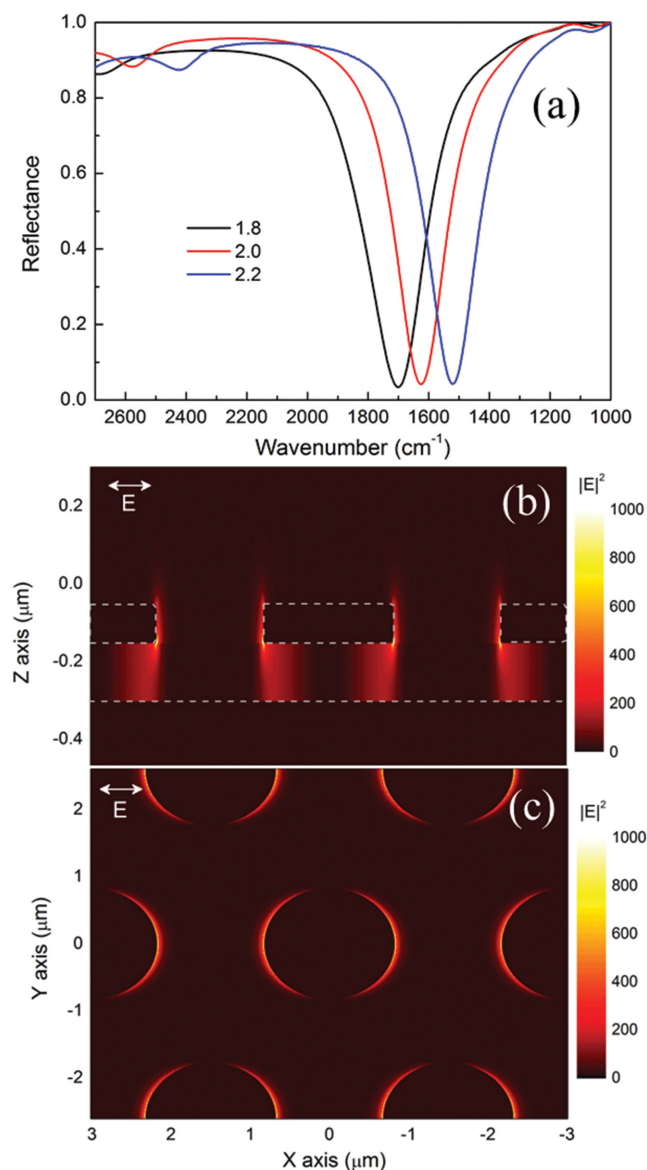 1.0
0.8
0.6
0.4
0.2
0.0
Reflectance
(a)
1.8
2.0
2.2
2600 2400 2200 2000 1800 1600 1400 1200 1000
Wavenumber (cm⁻¹)
E
(b)
|E|²
0.2
0.0
-0.2
-0.4
Z axis (μm)
1000
800
600
400
200
0
E
(c)
|E|²
2
1
0
-1
-2
Y axis (μm)
1000
800
600
400
200
0
3 2 1 0 -1 -2 -3
X axis (μm)